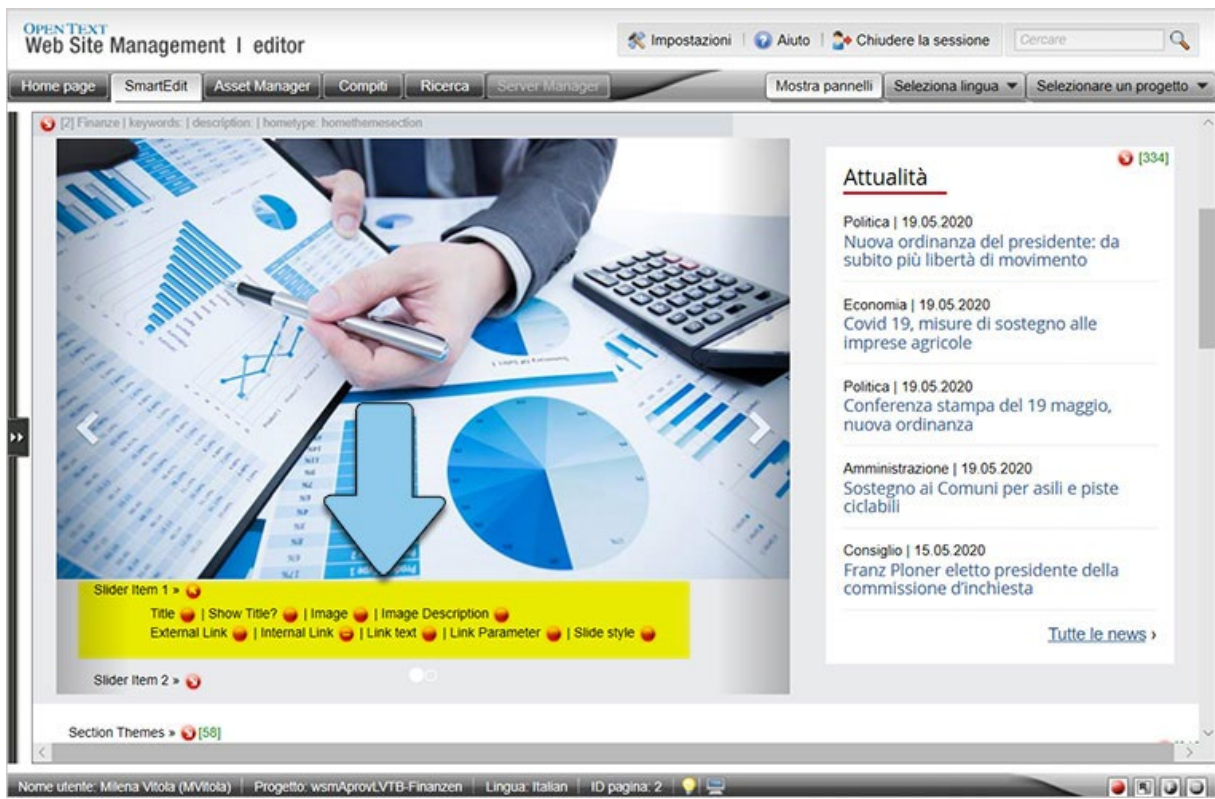 OPEN TEXT
Web Site Management | editor
Impostazioni | Aiuto | Chiudere la sessione
Cercare
Home page SmartEdit Asset Manager Compiti Ricerca Server Manager
Mostra pannelli Seleziona lingua Selezionare un progetto
[2] Finanze | keywords: | description: | hometype: homethemesection
[334]
Attualità
Politica | 19.05.2020
Nuova ordinanza del presidente: da
subito più libertà di movimento
Economia | 19.05.2020
Covid 19, misure di sostegno alle
imprese agricole
Politica | 19.05.2020
Conferenza stampa del 19 maggio,
nuova ordinanza
Amministrazione | 19.05.2020
Sostegno ai Comuni per asili e piste
ciclabili
Consiglio | 15.05.2020
Franz Ploner eletto presidente della
commissione d'inchiesta
Tutte le news ›
Slider Item 1 »
Title | Show Title? | Image | Image Description
External Link | Internal Link | Link text | Link Parameter | Slide style
Slider Item 2 »
Section Themes » [58]
Nome utente: Milena Vitola (MVitola) Progetto: wsmAprovLVTB-Finanzen Lingua: Italian ID pagina: 2